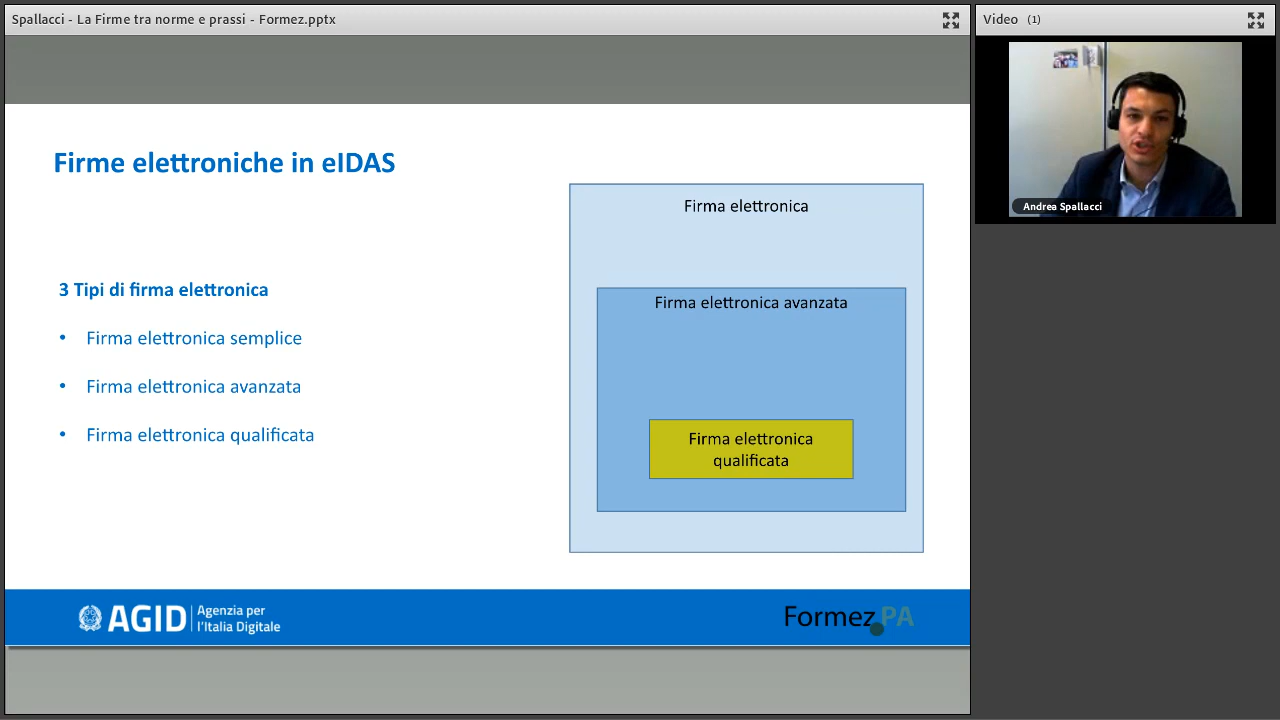 Spallacci - La Firme tra norme e prassi - Formez.pptx
Video (1)
Andrea Spallacci
Firme elettroniche in eIDAS
3 Tipi di firma elettronica
• Firma elettronica semplice
• Firma elettronica avanzata
• Firma elettronica qualificata
Firma elettronica
Firma elettronica avanzata
Firma elettronica
qualificata
AGID
Agenzia per
l'Italia Digitale
Formez PA